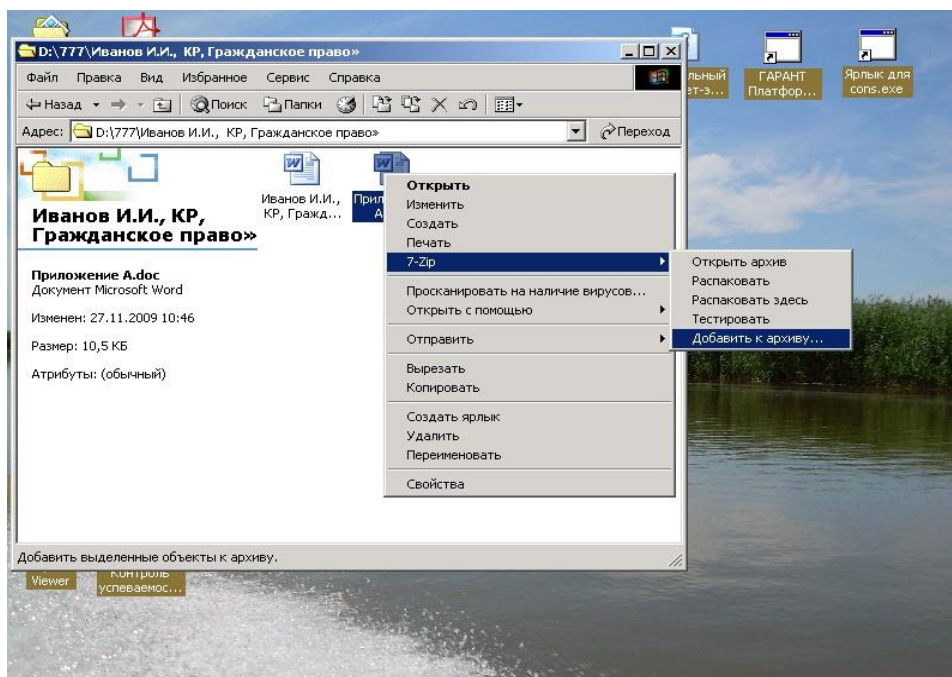 D:\777\Иванов И.И., КР, Гражданское право»
Файл Правка Вид Избранное Сервис Справка
Назад Поиск Папки
Адрес: D:\777\Иванов И.И., КР, Гражданское право» Переход
Иванов И.И., КР,
Гражданское право»
Приложение A.doc
Документ Microsoft Word
Изменен: 27.11.2009 10:46
Размер: 10,5 КБ
Атрибуты: (обычный)
Иванов И.И.,
КР, Гражд...
Открыть
Изменить
Создать
Печать
7-Zip
Просканировать на наличие вирусов...
Открыть с помощью
Отправить
Вырезать
Копировать
Создать ярлык
Удалить
Переименовать
Свойства
Открыть архив
Распаковать
Распаковать здесь
Тестировать
Добавить к архиву...
Добавить выделенные объекты к архиву.
ГАРАНТ
Платфор...
Ярлык для
cons.exe
Viewer
Контроль
успеваемос...